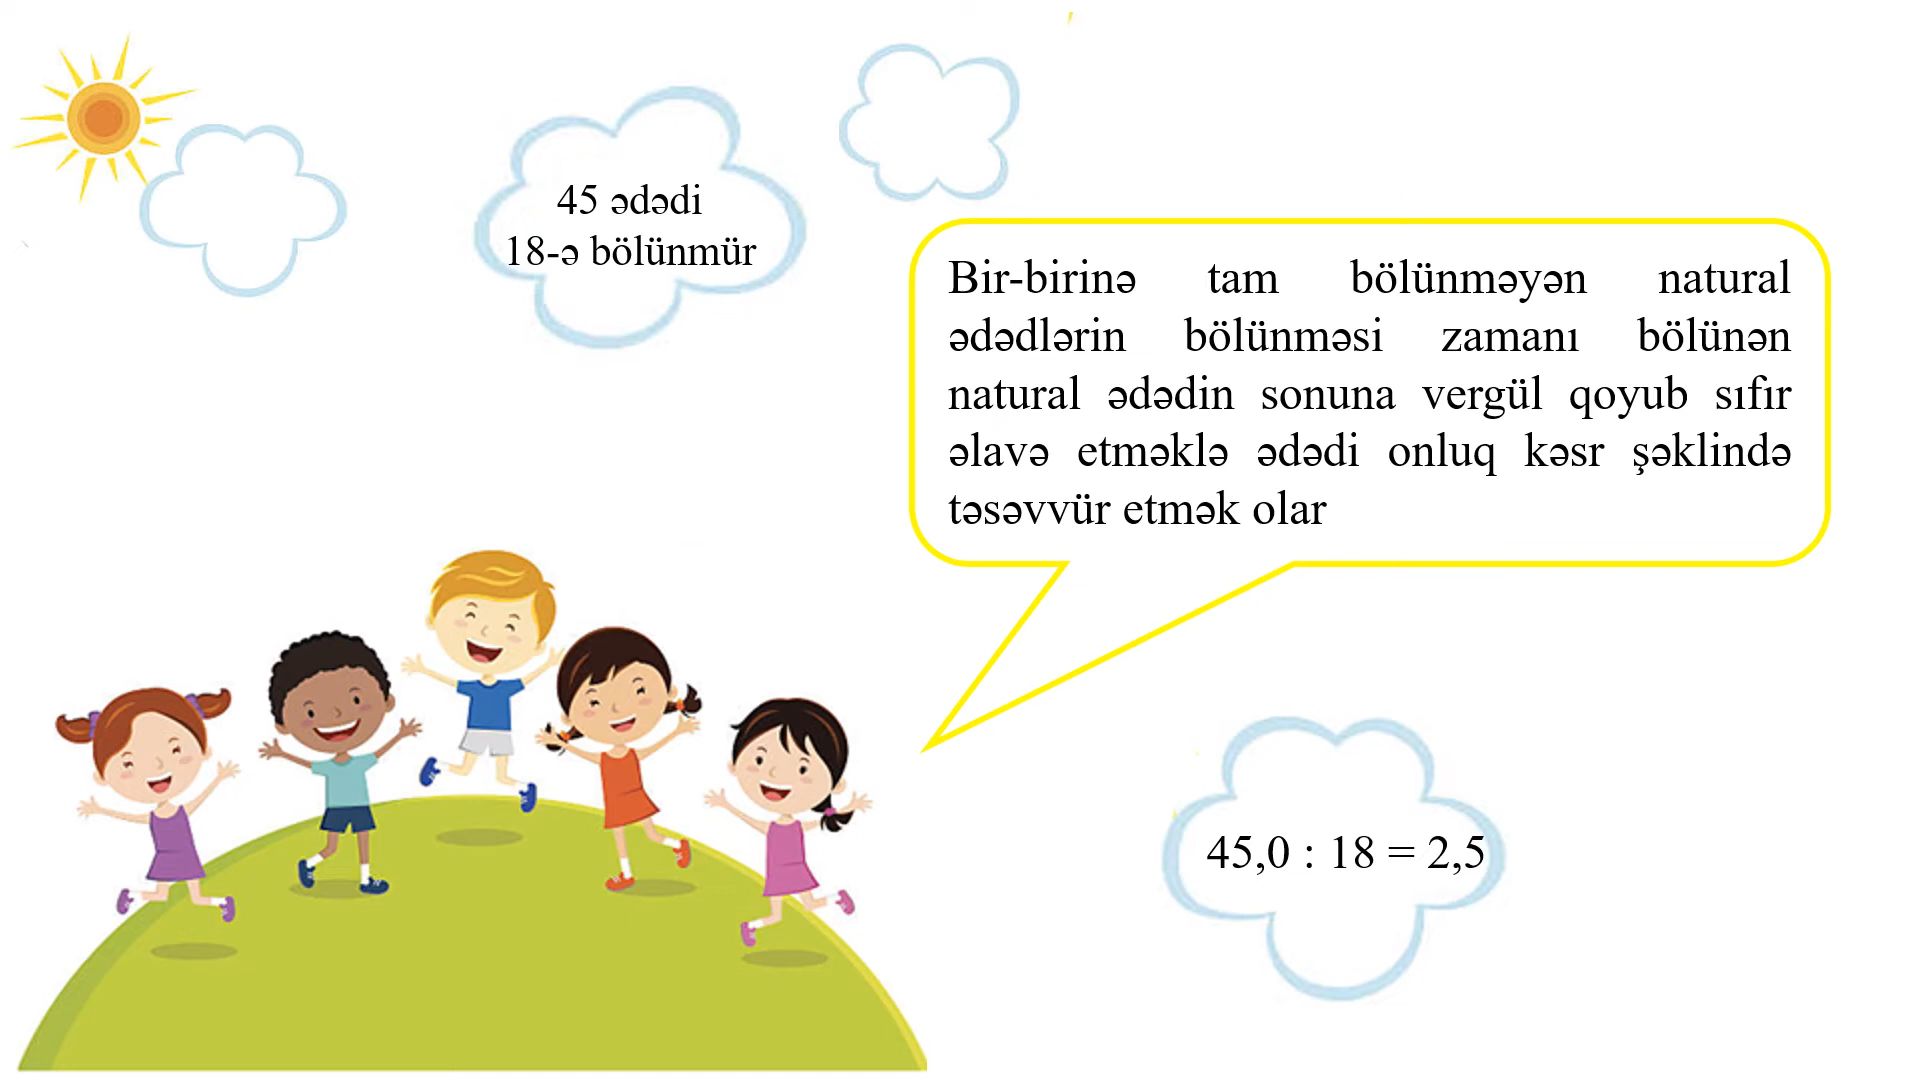 45 ədədi
18-ə bölünmür
Bir-birinə tam bölünməyən natural
ədədlərin bölünməsi zamanı bölünən
natural ədədin sonuna vergül qoyub sıfır
əlavə etməklə ədədi onluq kəsr şəklində
təsəvvür etmək olar
45,0 : 18 = 2,5